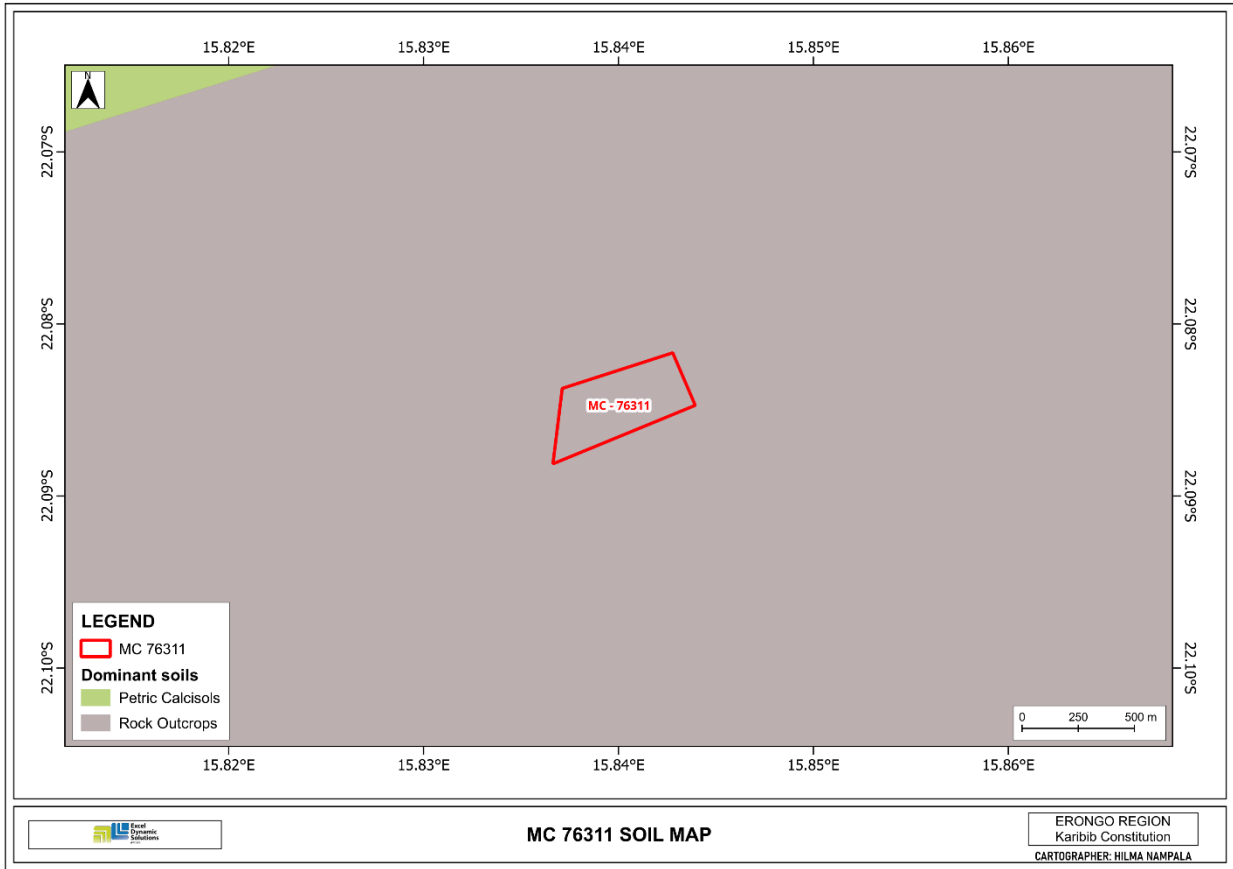 15.82°E 15.83°E 15.84°E 15.85°E 15.86°E
N
22.07°S 22.07°S
22.08°S 22.08°S
MC - 76311
22.09°S 22.09°S
LEGEND
MC 76311
Dominant soils
22.10°S 22.10°S
Petric Calcisols
Rock Outcrops
0 250 500 m
15.82°E 15.83°E 15.84°E 15.85°E 15.86°E
Excel
Dynamic
Solutions
MC 76311 SOIL MAP
ERONGO REGION
Karibib Constitution
CARTOGRAPHER: HILMA NAMPALA